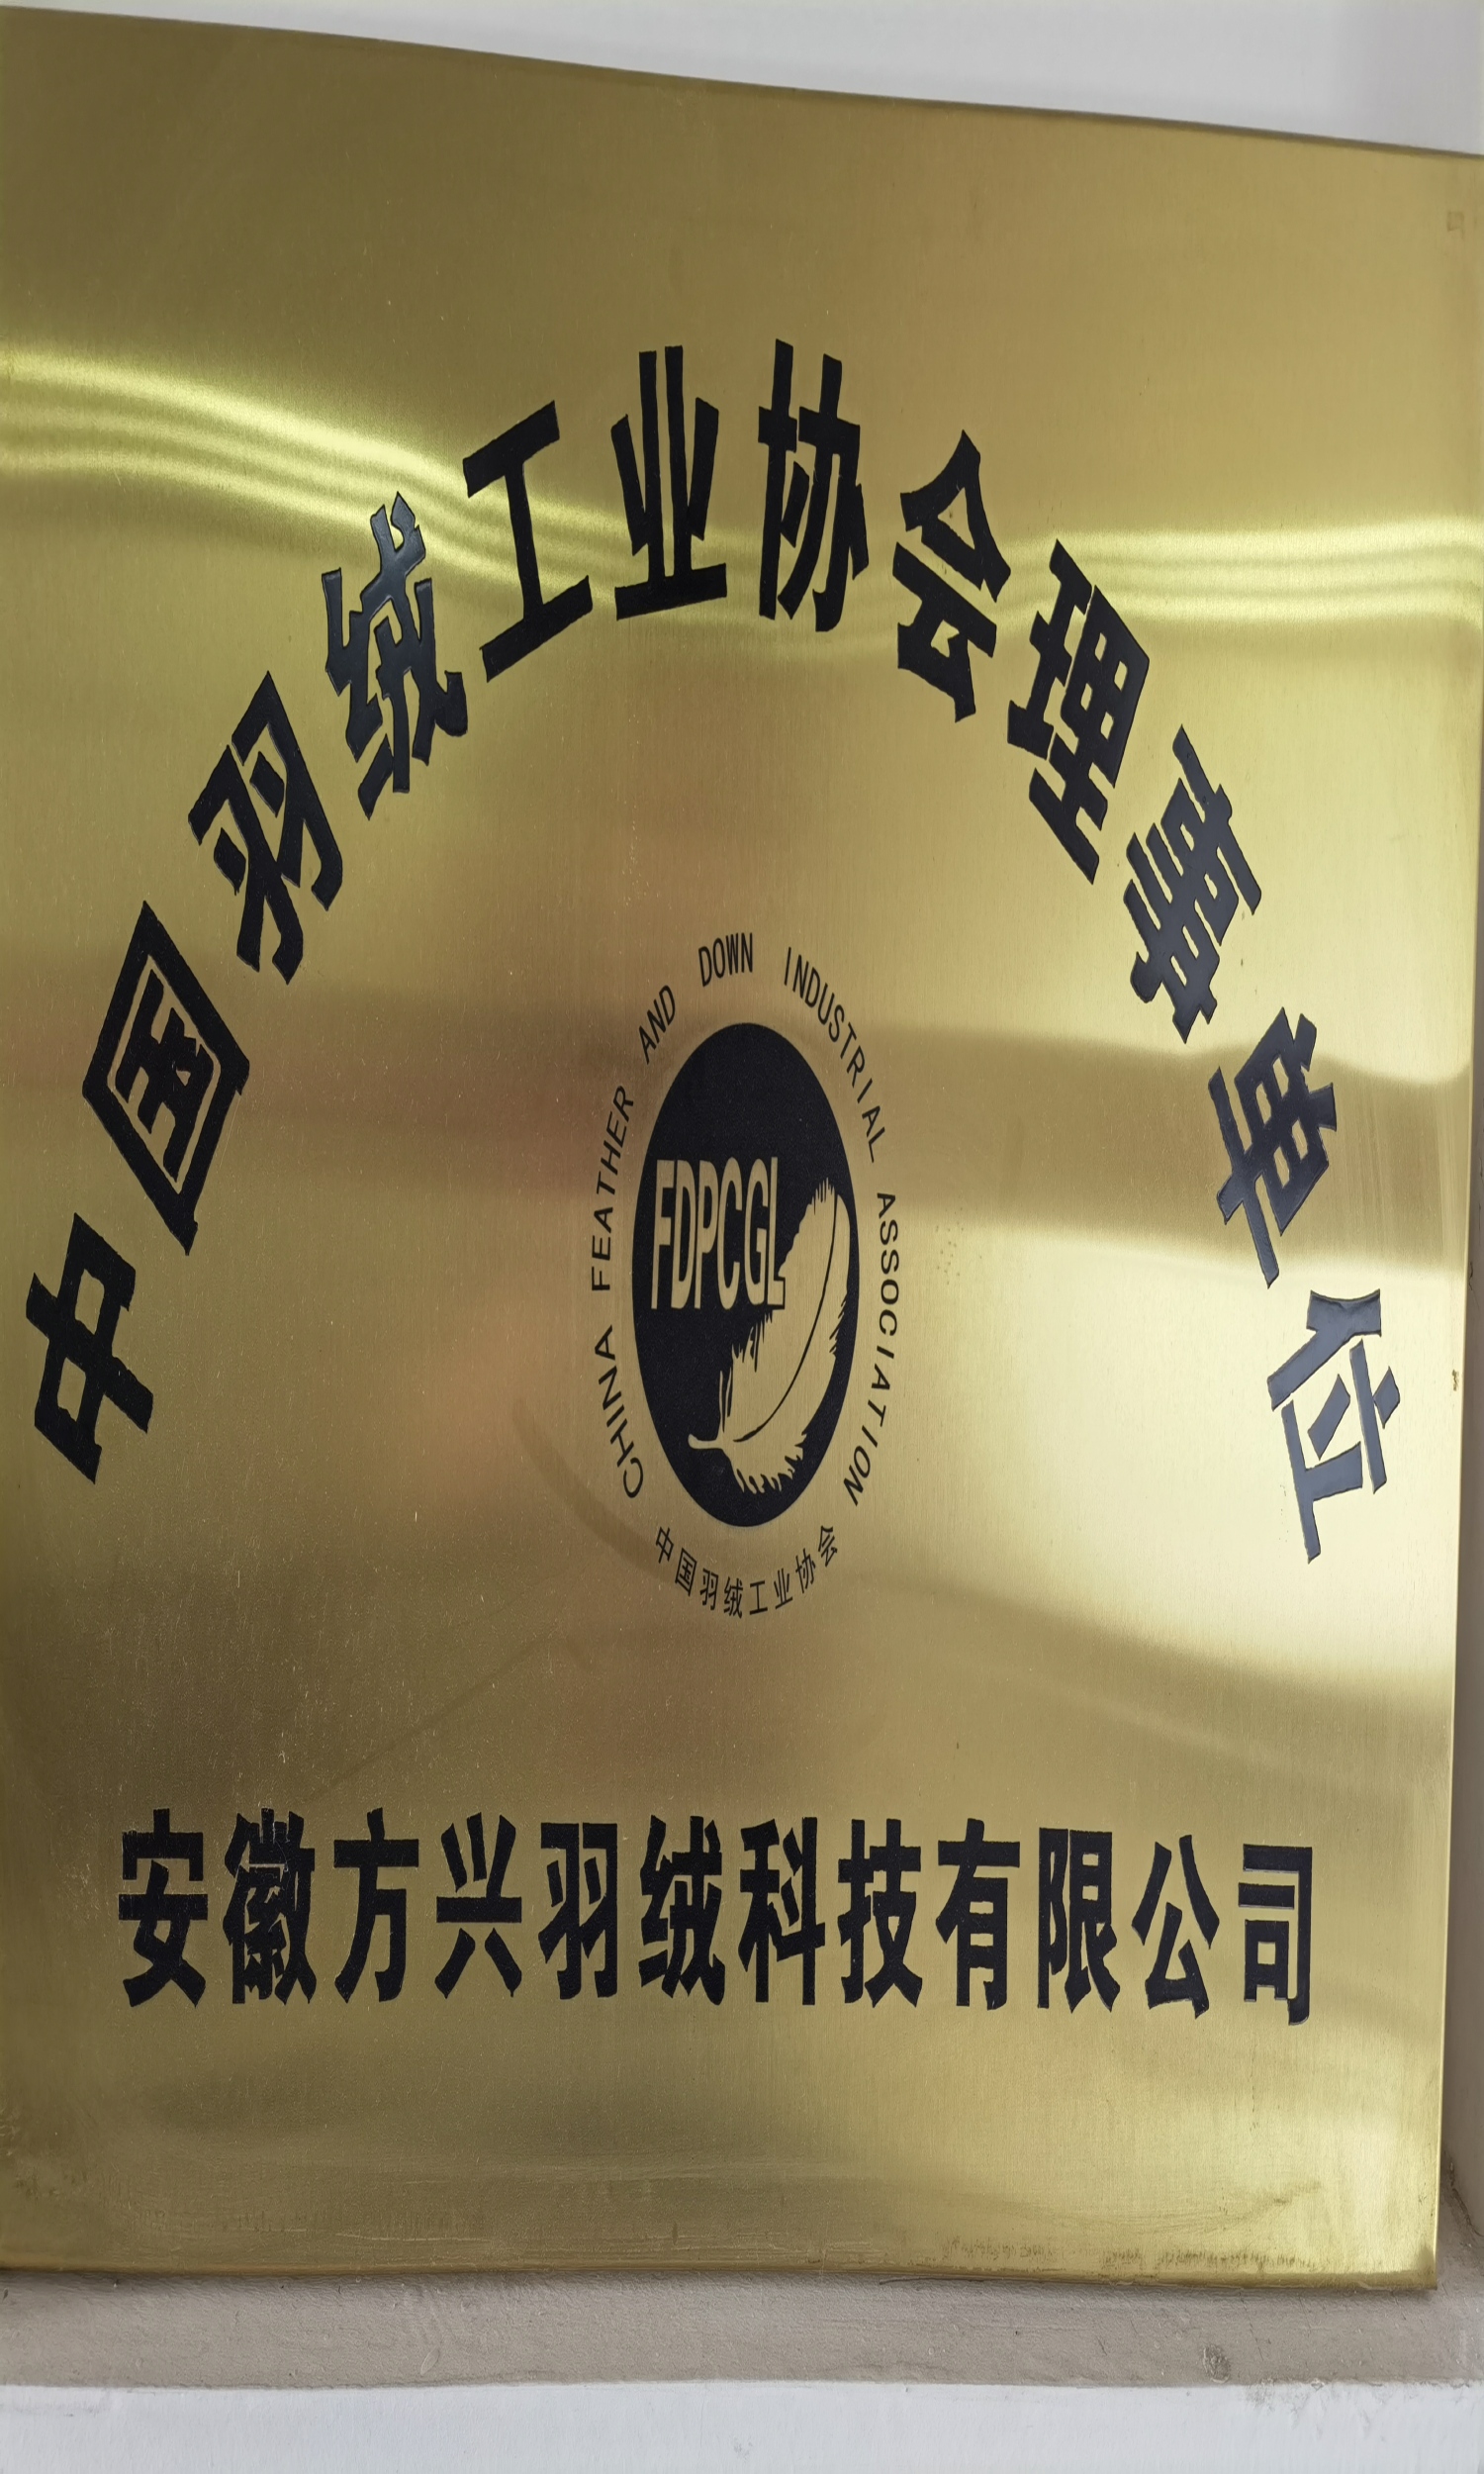 中国羽绒工业协会理事单位
CHINA FEATHER AND DOWN INDUSTRIAL ASSOCIATION
FDPCGL
中国羽绒工业协会
安徽方兴羽绒科技有限公司